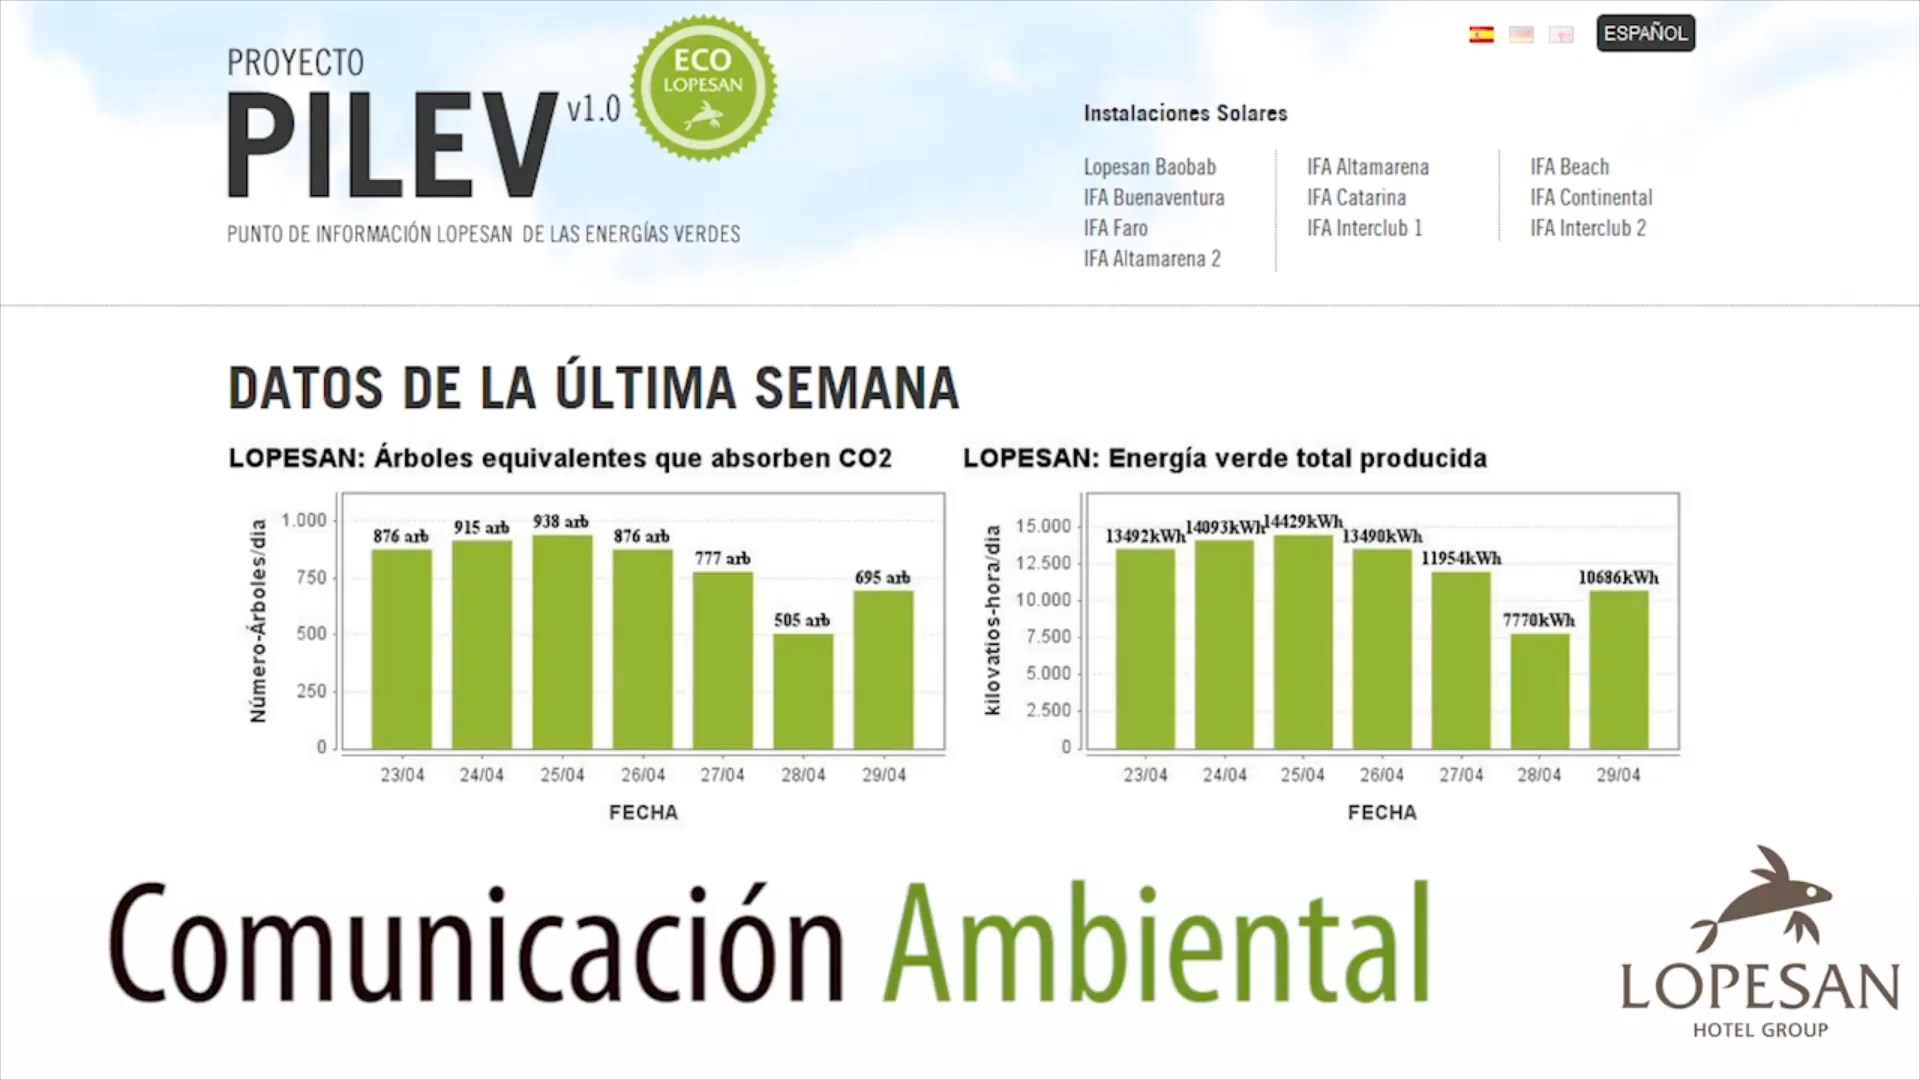 PROYECTO
PILEV v1.0
ECO
LOPESAN
PUNTO DE INFORMACIÓN LOPESAN DE LAS ENERGÍAS VERDES
ESPAÑOL
Instalaciones Solares
Lopesan Baobab IFA Altamarena IFA Beach
IFA Buenaventura IFA Catarina IFA Continental
IFA Faro IFA Interclub 1 IFA Interclub 2
IFA Altamarena 2
DATOS DE LA ÚLTIMA SEMANA
LOPESAN: Árboles equivalentes que absorben CO2
Número-Árboles/dia
1.000
750
500
250
0
876 arb
915 arb
938 arb
876 arb
777 arb
505 arb
695 arb
23/04 24/04 25/04 26/04 27/04 28/04 29/04
FECHA
LOPESAN: Energía verde total producida
kilovatios-hora/dia
15.000
12.500
10.000
7.500
5.000
2.500
0
13492kWh
14093kWh
14429kWh
13490kWh
11954kWh
7770kWh
10686kWh
23/04 24/04 25/04 26/04 27/04 28/04 29/04
FECHA
Comunicación Ambiental
LOPESAN
HOTEL GROUP